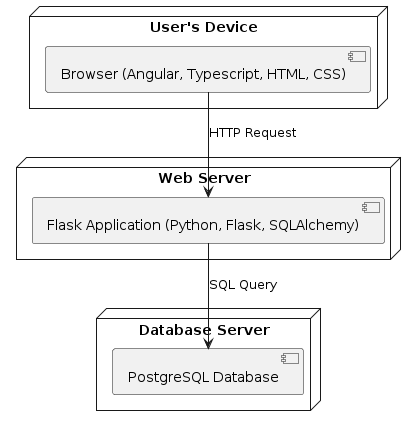 User's Device
Browser (Angular, Typescript, HTML, CSS)
HTTP Request
Web Server
Flask Application (Python, Flask, SQLAlchemy)
SQL Query
Database Server
PostgreSQL Database